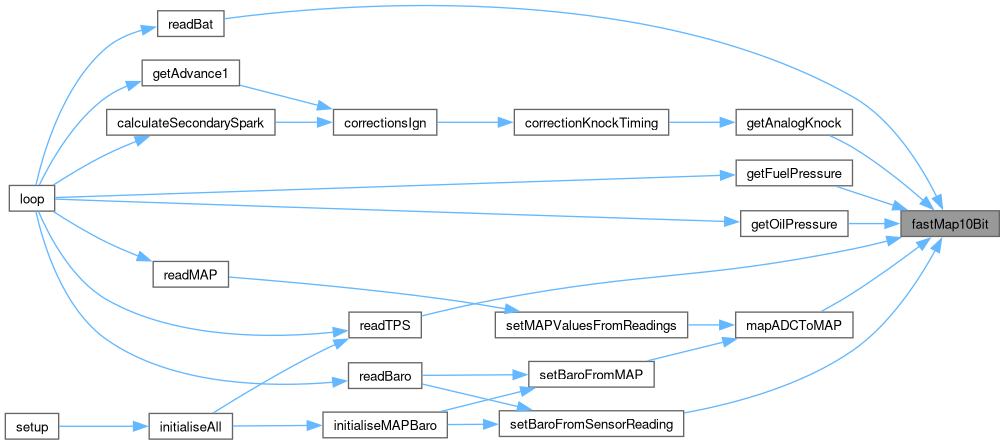 readBat
getAdvance1
calculateSecondarySpark
correctionsIgn
correctionKnockTiming
getAnalogKnock
getFuelPressure
loop
getOilPressure
fastMap10Bit
readMAP
readTPS
setMAPValuesFromReadings
mapADCToMAP
readBaro
setBaroFromMAP
setup
initialiseAll
initialiseMAPBaro
setBaroFromSensorReading